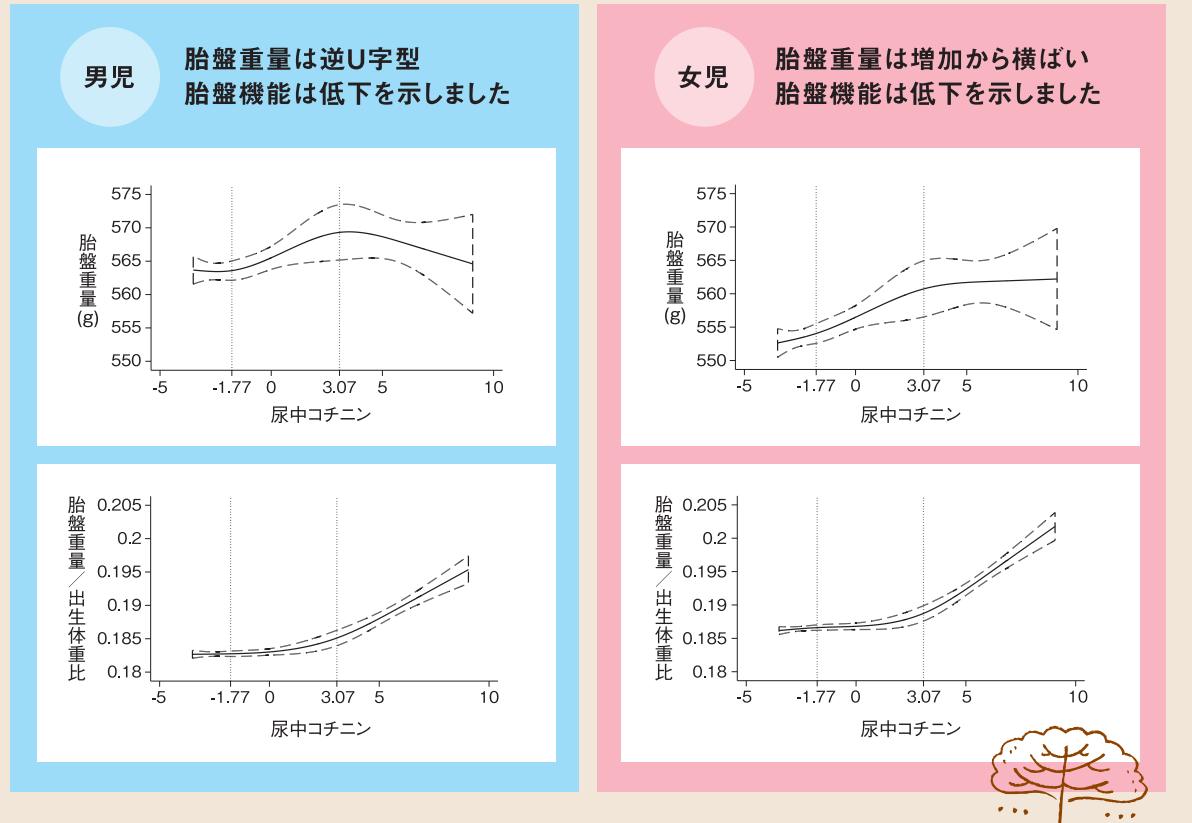 男児
胎盤重量は逆U字型
胎盤機能は低下を示しました
575
570
565
560
555
550
胎盤重量(g)
-5 -1.77 0 3.07 5 10
尿中コチニン
0.205
0.2
0.195
0.19
0.185
0.18
胎盤重量/出生体重比
-5 -1.77 0 3.07 5 10
尿中コチニン
女児
胎盤重量は増加から横ばい
胎盤機能は低下を示しました
575
570
565
560
555
550
胎盤重量(g)
-5 -1.77 0 3.07 5 10
尿中コチニン
0.205
0.2
0.195
0.19
0.185
0.18
胎盤重量/出生体重比
-5 -1.77 0 3.07 5 10
尿中コチニン